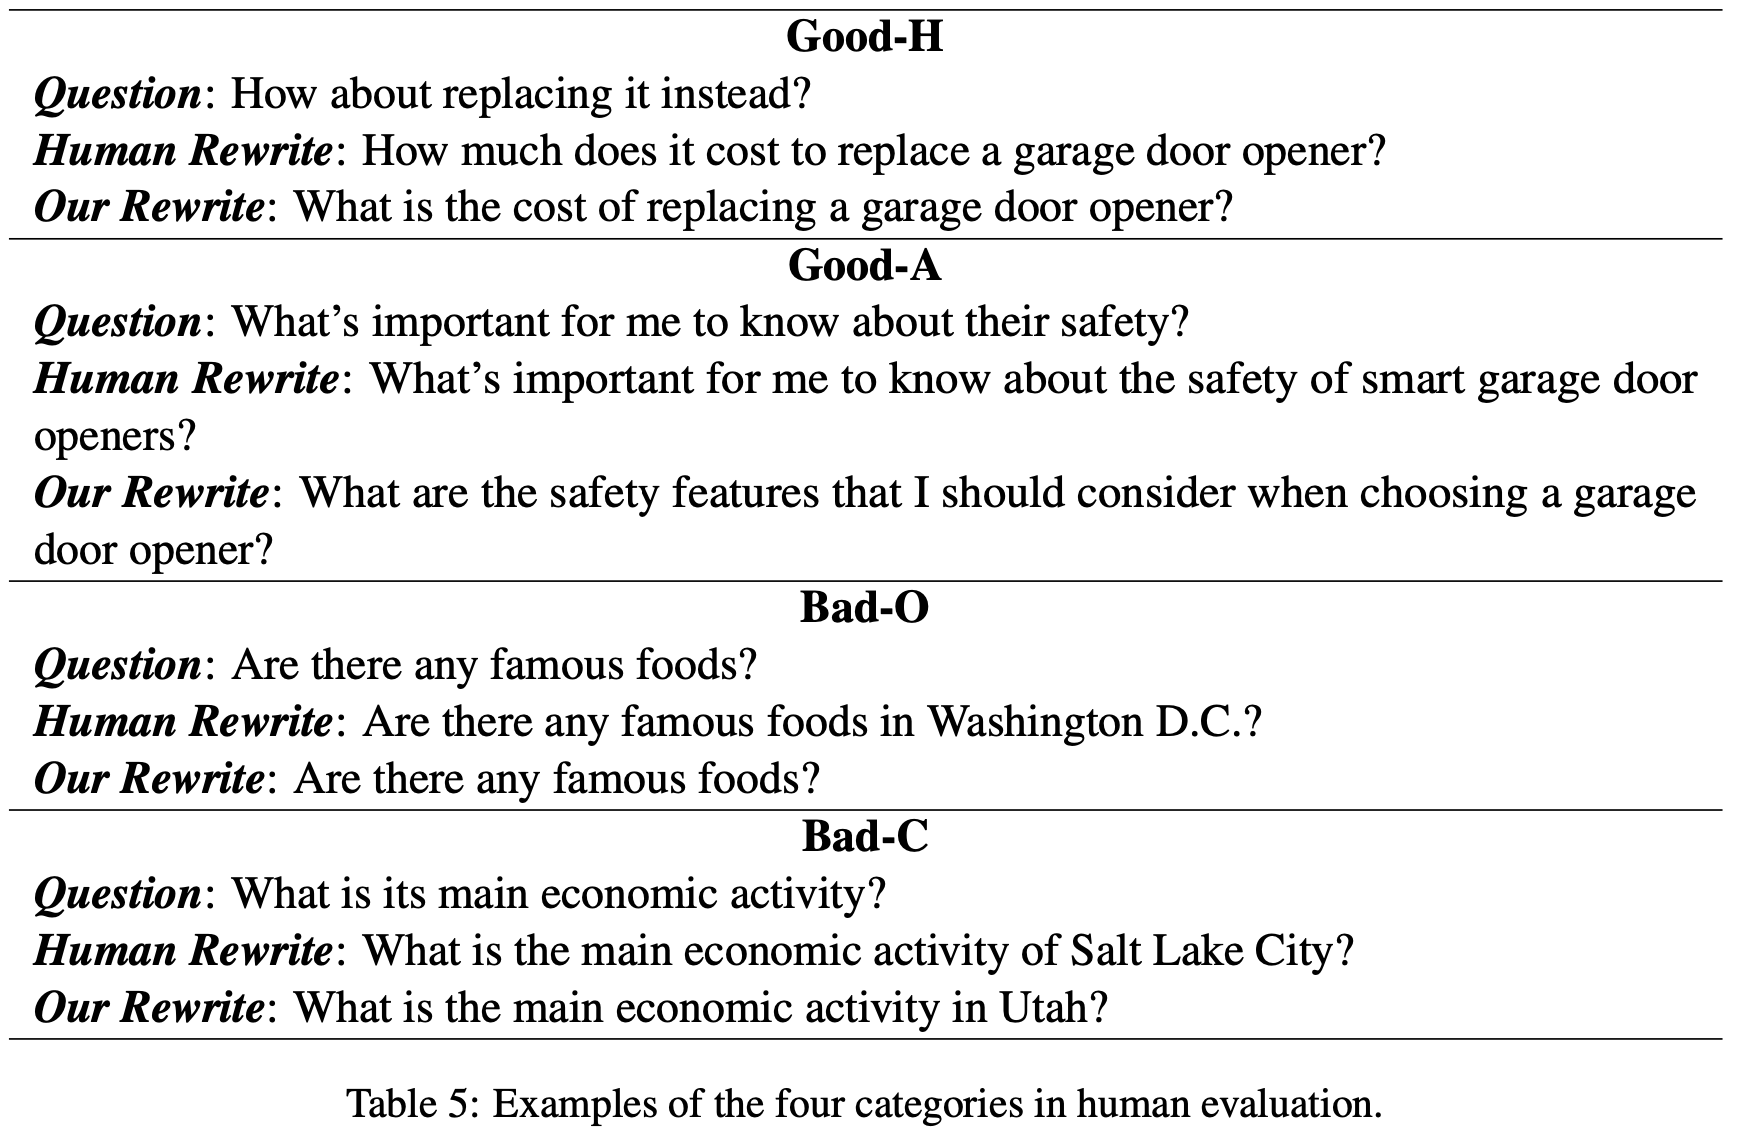 Good-H
Question: How about replacing it instead?
Human Rewrite: How much does it cost to replace a garage door opener?
Our Rewrite: What is the cost of replacing a garage door opener?
Good-A
Question: What’s important for me to know about their safety?
Human Rewrite: What’s important for me to know about the safety of smart garage door
openers?
Our Rewrite: What are the safety features that I should consider when choosing a garage
door opener?
Bad-O
Question: Are there any famous foods?
Human Rewrite: Are there any famous foods in Washington D.C.?
Our Rewrite: Are there any famous foods?
Bad-C
Question: What is its main economic activity?
Human Rewrite: What is the main economic activity of Salt Lake City?
Our Rewrite: What is the main economic activity in Utah?
Table 5: Examples of the four categories in human evaluation.